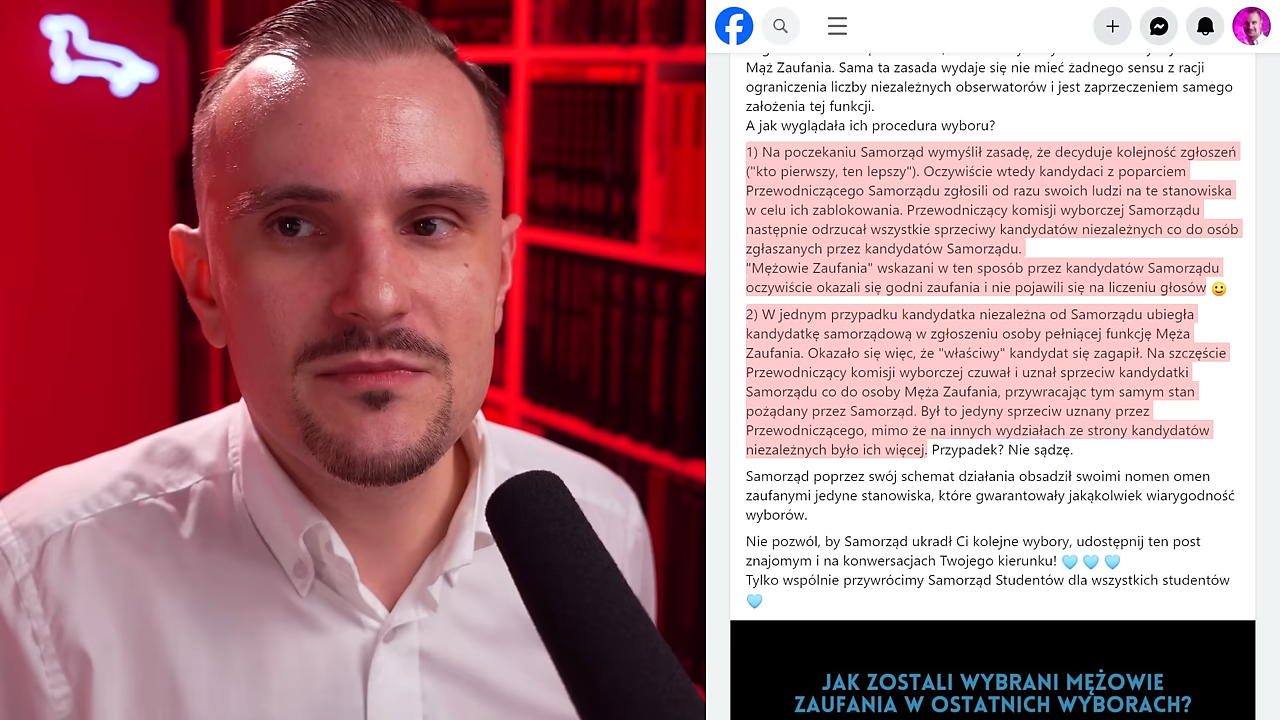 Mąż Zaufania. Sama ta zasada wydaje się nie mieć żadnego sensu z racji
ograniczenia liczby niezależnych obserwatorów i jest zaprzeczeniem samego
założenia tej funkcji.
A jak wyglądała ich procedura wyboru?
1) Na poczekaniu Samorząd wymyślił zasadę, że decyduje kolejność zgłoszeń
("kto pierwszy, ten lepszy"). Oczywiście wtedy kandydaci z poparciem
Przewodniczącego Samorządu zgłosili od razu swoich ludzi na te stanowiska
w celu ich zablokowania. Przewodniczący komisji wyborczej Samorządu
następnie odrzucał wszystkie sprzeciwy kandydatów niezależnych co do osób
zgłaszanych przez kandydatów Samorządu.
"Mężowie Zaufania" wskazani w ten sposób przez kandydatów Samorządu
oczywiście okazali się godni zaufania i nie pojawili się na liczeniu głosów 😀
2) W jednym przypadku kandydatka niezależna od Samorządu ubiegła
kandydatkę samorządową w zgłoszeniu osoby pełniącej funkcję Męża
Zaufania. Okazało się więc, że "właściwy" kandydat się zagapił. Na szczęście
Przewodniczący komisji wyborczej czuwał i uznał sprzeciw kandydatki
Samorządu co do osoby Męża Zaufania, przywracając tym samym stan
pożądany przez Samorząd. Był to jedyny sprzeciw uznany przez
Przewodniczącego, mimo że na innych wydziałach ze strony kandydatów
niezależnych było ich więcej. Przypadek? Nie sądzę.
Samorząd poprzez swój schemat działania obsadził swoimi nomen omen
zaufanymi jedyne stanowiska, które gwarantowały jakąkolwiek wiarygodność
wyborów.
Nie pozwól, by Samorząd ukradł Ci kolejne wybory, udostępnij ten post
znajomym i na konwersacjach Twojego kierunku! 🩵 🩵 🩵
Tylko wspólnie przywrócimy Samorząd Studentów dla wszystkich studentów
🩵
JAK ZOSTALI WYBRANI MĘŻOWIE
ZAUFANIA W OSTATNICH WYBORACH?